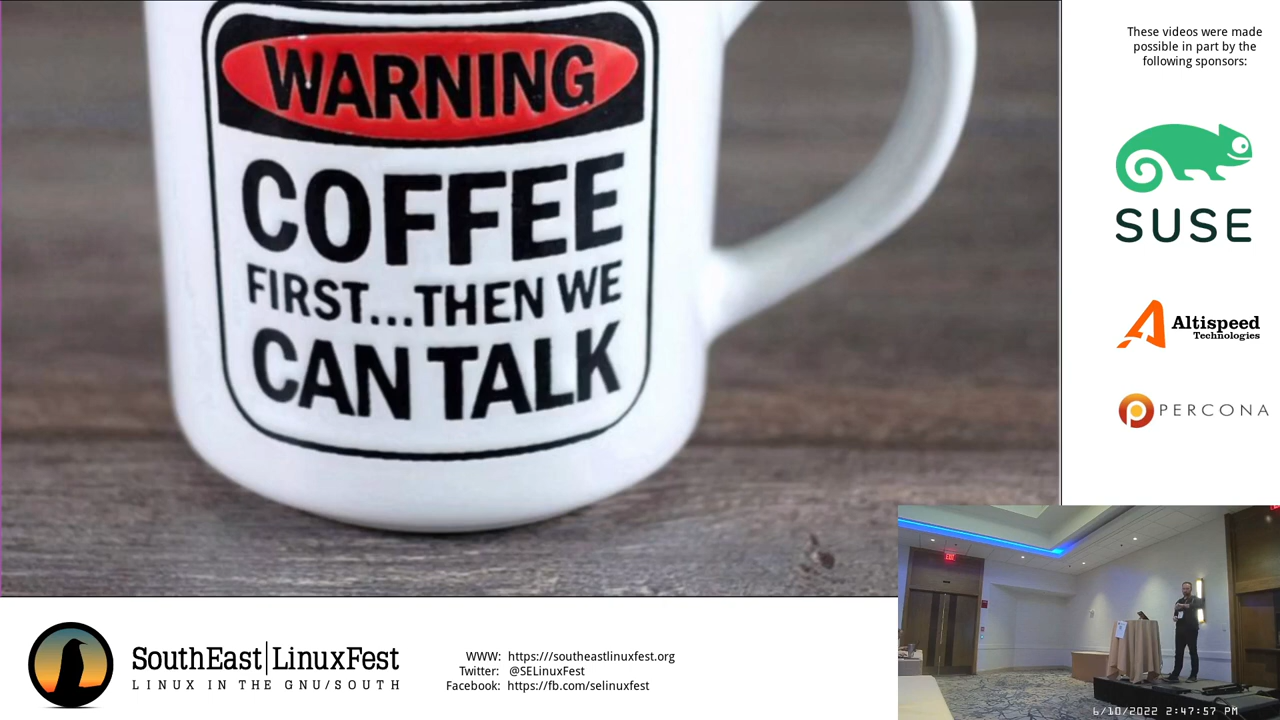 WARNING
COFFEE
FIRST...THEN WE
CAN TALK
These videos were made
possible in part by the
following sponsors:
SUSE
Altispeed
Technologies
PERCONA
SouthEast LinuxFest
LINUX IN THE GNU/SOUTH
WWW: https://southeastlinuxfest.org
Twitter: @SELinuxFest
Facebook: https://fb.com/selinuxfest
EXIT
6/10/2022 2:47:57 PM